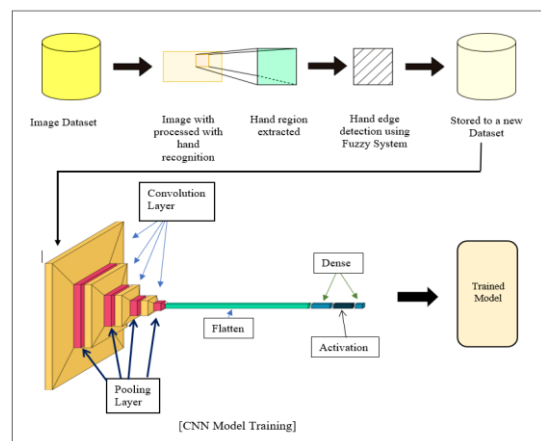 Image Dataset
Image with
processed with
hand
recognition
Hand region
extracted
Hand edge
detection using
Fuzzy System
Stored to a new
Dataset
Convolution
Layer
Dense
Trained
Model
Flatten
Activation
Pooling
Layer
[CNN Model Training]